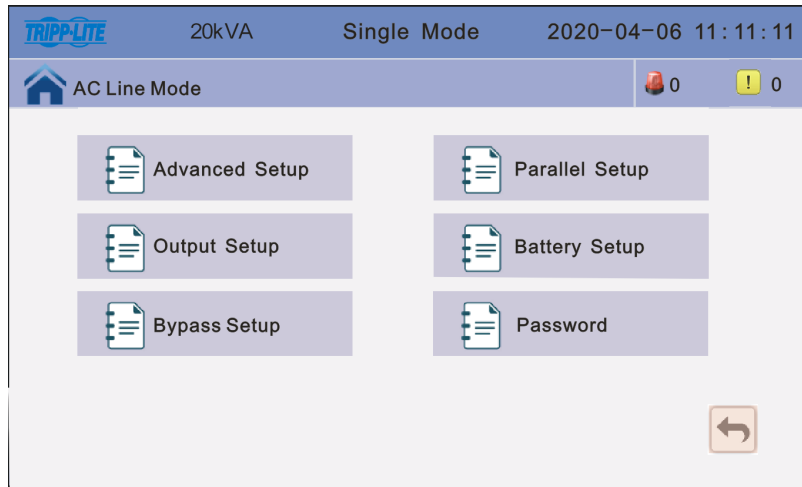 TRIPP·LITE 20kVA Single Mode 2020-04-06 11:11:11
AC Line Mode 0 ! 0
Advanced Setup Parallel Setup
Output Setup Battery Setup
Bypass Setup Password